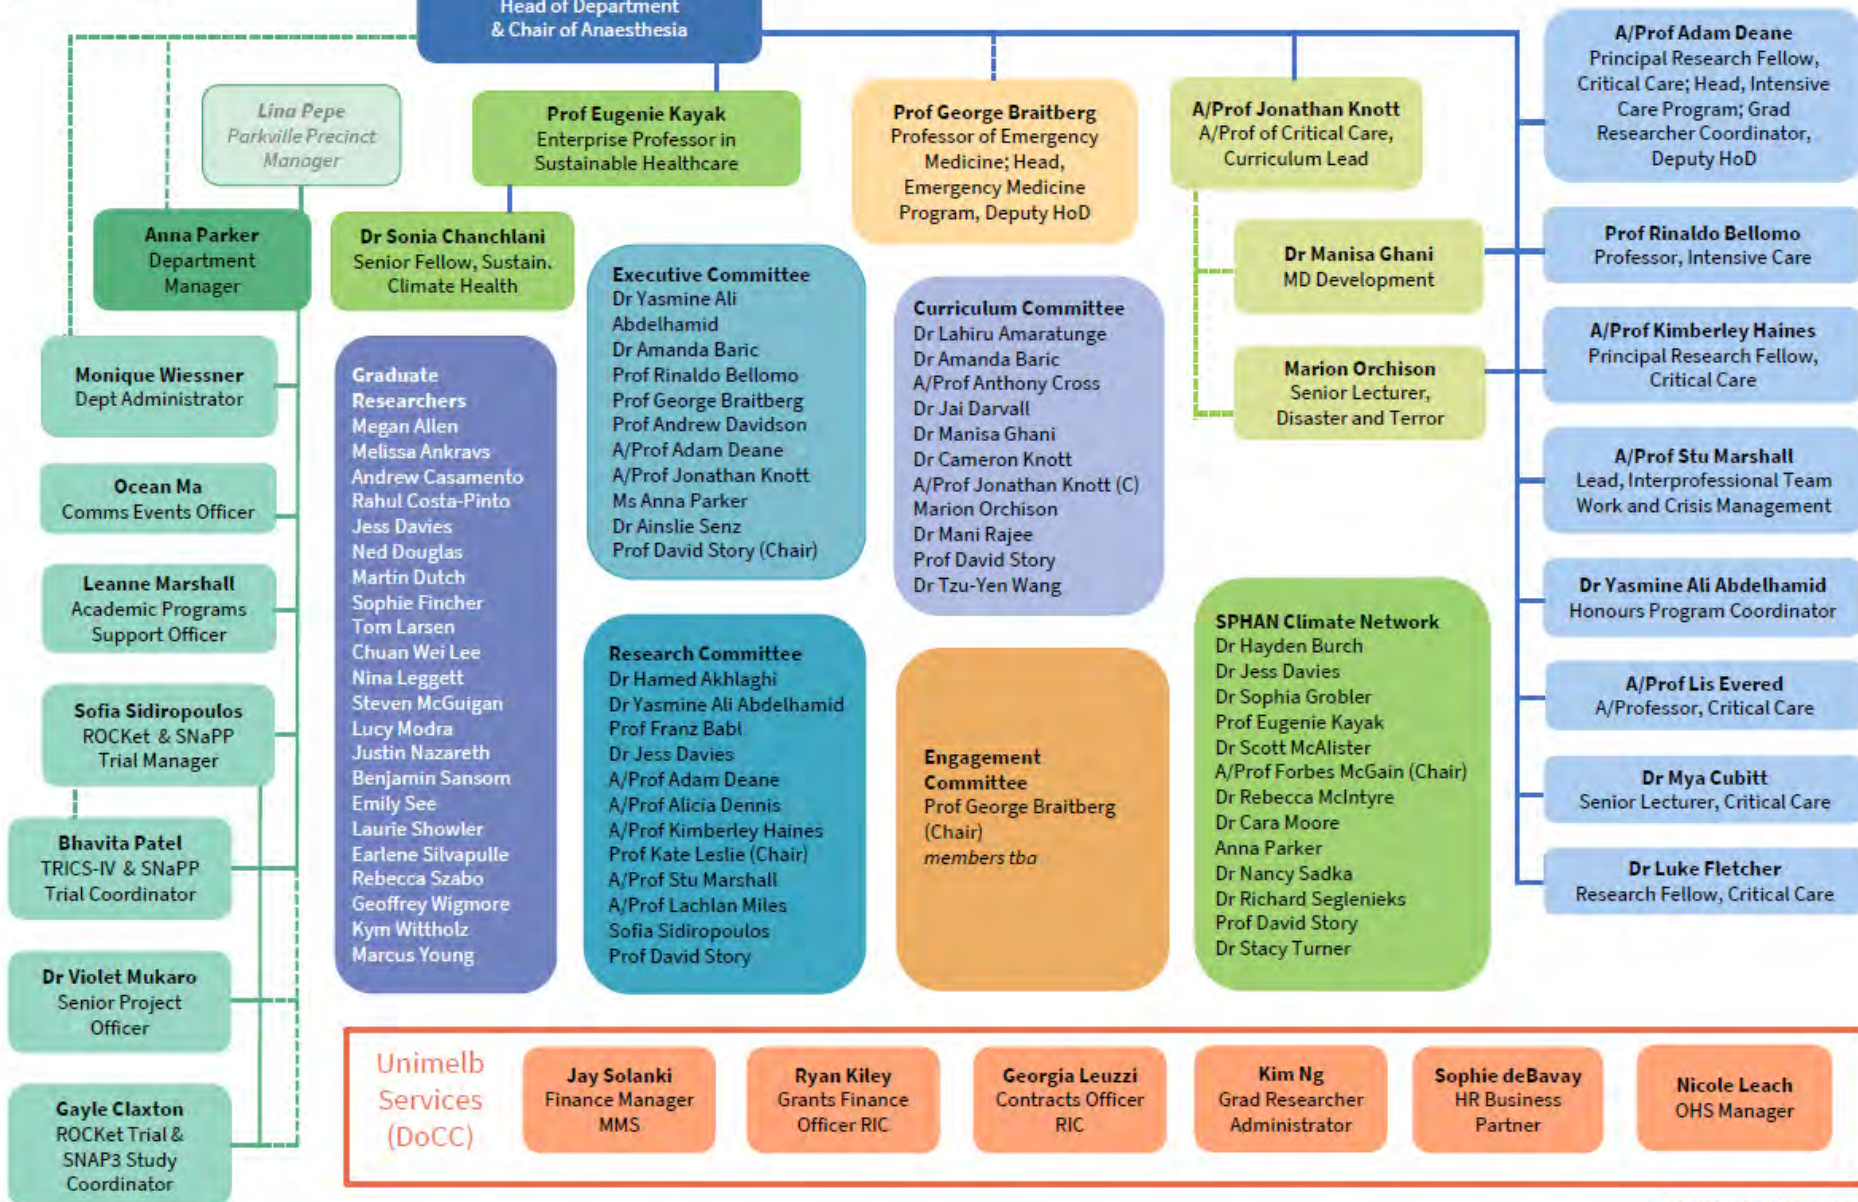 Head of Department
& Chair of Anaesthesia
Lina Pepe
Parkville Precinct
Manager
Prof Eugenie Kayak
Enterprise Professor in
Sustainable Healthcare
Prof George Braitberg
Professor of Emergency
Medicine; Head,
Emergency Medicine
Program, Deputy HoD
A/Prof Jonathan Knott
A/Prof of Critical Care,
Curriculum Lead
A/Prof Adam Deane
Principal Research Fellow,
Critical Care; Head, Intensive
Care Program; Grad
Researcher Coordinator,
Deputy HoD
Anna Parker
Department
Manager
Dr Sonia Chanchlani
Senior Fellow, Sustain.
Climate Health
Dr Manisa Ghani
MD Development
Marion Orchison
Senior Lecturer,
Disaster and Terror
Prof Rinaldo Bellomo
Professor, Intensive Care
A/Prof Kimberley Haines
Principal Research Fellow,
Critical Care
A/Prof Stu Marshall
Lead, Interprofessional Team
Work and Crisis Management
Dr Yasmine Ali Abdelhamid
Honours Program Coordinator
A/Prof Lis Evered
A/Professor, Critical Care
Dr Mya Cubitt
Senior Lecturer, Critical Care
Dr Luke Fletcher
Research Fellow, Critical Care
Monique Wiessner
Dept Administrator
Ocean Ma
Comms Events Officer
Leanne Marshall
Academic Programs
Support Officer
Sofia Sidiropoulos
ROCKet & SNaPP
Trial Manager
Bhavita Patel
TRICS-IV & SNaPP
Trial Coordinator
Dr Violet Mukaro
Senior Project
Officer
Gayle Claxton
ROCKet Trial &
SNAP3 Study
Coordinator
Graduate
Researchers
Megan Allen
Melissa Ankravs
Andrew Casamento
Rahul Costa-Pinto
Jess Davies
Ned Douglas
Martin Dutch
Sophie Fincher
Tom Larsen
Chuan Wei Lee
Nina Leggett
Steven McGuigan
Lucy Modra
Justin Nazareth
Benjamin Sansom
Emily See
Laurie Showler
Earlene Silvapulle
Rebecca Szabo
Geoffrey Wigmore
Kym Wittholz
Marcus Young
Executive Committee
Dr Yasmine Ali
Abdelhamid
Dr Amanda Baric
Prof Rinaldo Bellomo
Prof George Braitberg
Prof Andrew Davidson
A/Prof Adam Deane
A/Prof Jonathan Knott
Ms Anna Parker
Dr Ainslie Senz
Prof David Story (Chair)
Research Committee
Dr Hamed Akhlaghi
Dr Yasmine Ali Abdelhamid
Prof Franz Babl
Dr Jess Davies
A/Prof Adam Deane
A/Prof Alicia Dennis
A/Prof Kimberley Haines
Prof Kate Leslie (Chair)
A/Prof Stu Marshall
A/Prof Lachlan Miles
Sofia Sidiropoulos
Prof David Story
Curriculum Committee
Dr Lahiru Amaratunge
Dr Amanda Baric
A/Prof Anthony Cross
Dr Jai Darvall
Dr Manisa Ghani
Dr Cameron Knott
A/Prof Jonathan Knott (C)
Marion Orchison
Dr Mani Rajee
Prof David Story
Dr Tzu-Yen Wang
Engagement
Committee
Prof George Braitberg
(Chair)
members tba
SPHAN Climate Network
Dr Hayden Burch
Dr Jess Davies
Dr Sophia Grobler
Prof Eugenie Kayak
Dr Scott McAlister
A/Prof Forbes McGain (Chair)
Dr Rebecca McIntyre
Dr Cara Moore
Anna Parker
Dr Nancy Sadka
Dr Richard Seglenieks
Prof David Story
Dr Stacy Turner
Unimelb
Services
(DoCC)
Jay Solanki
Finance Manager
MMS
Ryan Kiley
Grants Finance
Officer RIC
Georgia Leuzzi
Contracts Officer
RIC
Kim Ng
Grad Researcher
Administrator
Sophie deBavay
HR Business
Partner
Nicole Leach
OHS Manager